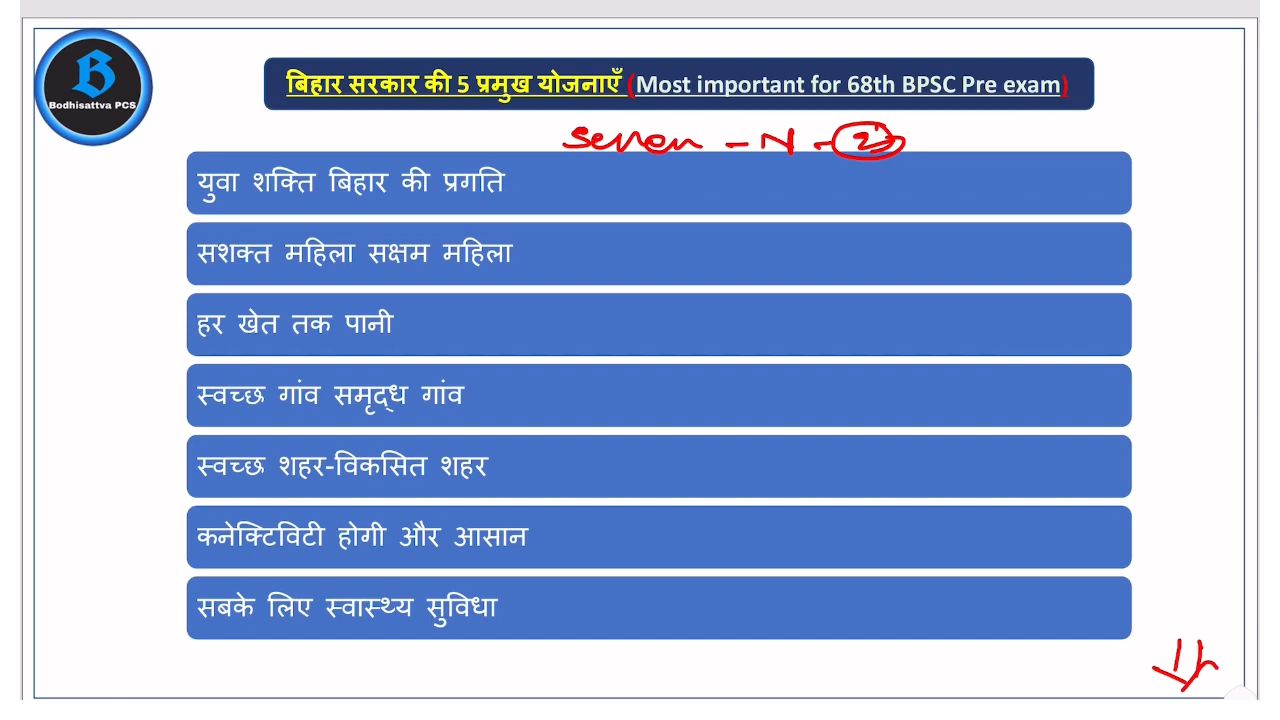 B
Bodhisattva PCS
बिहार सरकार की 5 प्रमुख योजनाएँ (Most important for 68th BPSC Pre exam)
Seven - N - 2
युवा शक्ति बिहार की प्रगति
सशक्त महिला सक्षम महिला
हर खेत तक पानी
स्वच्छ गांव समृद्ध गांव
स्वच्छ शहर-विकसित शहर
कनेक्टिविटी होगी और आसान
सबके लिए स्वास्थ्य सुविधा